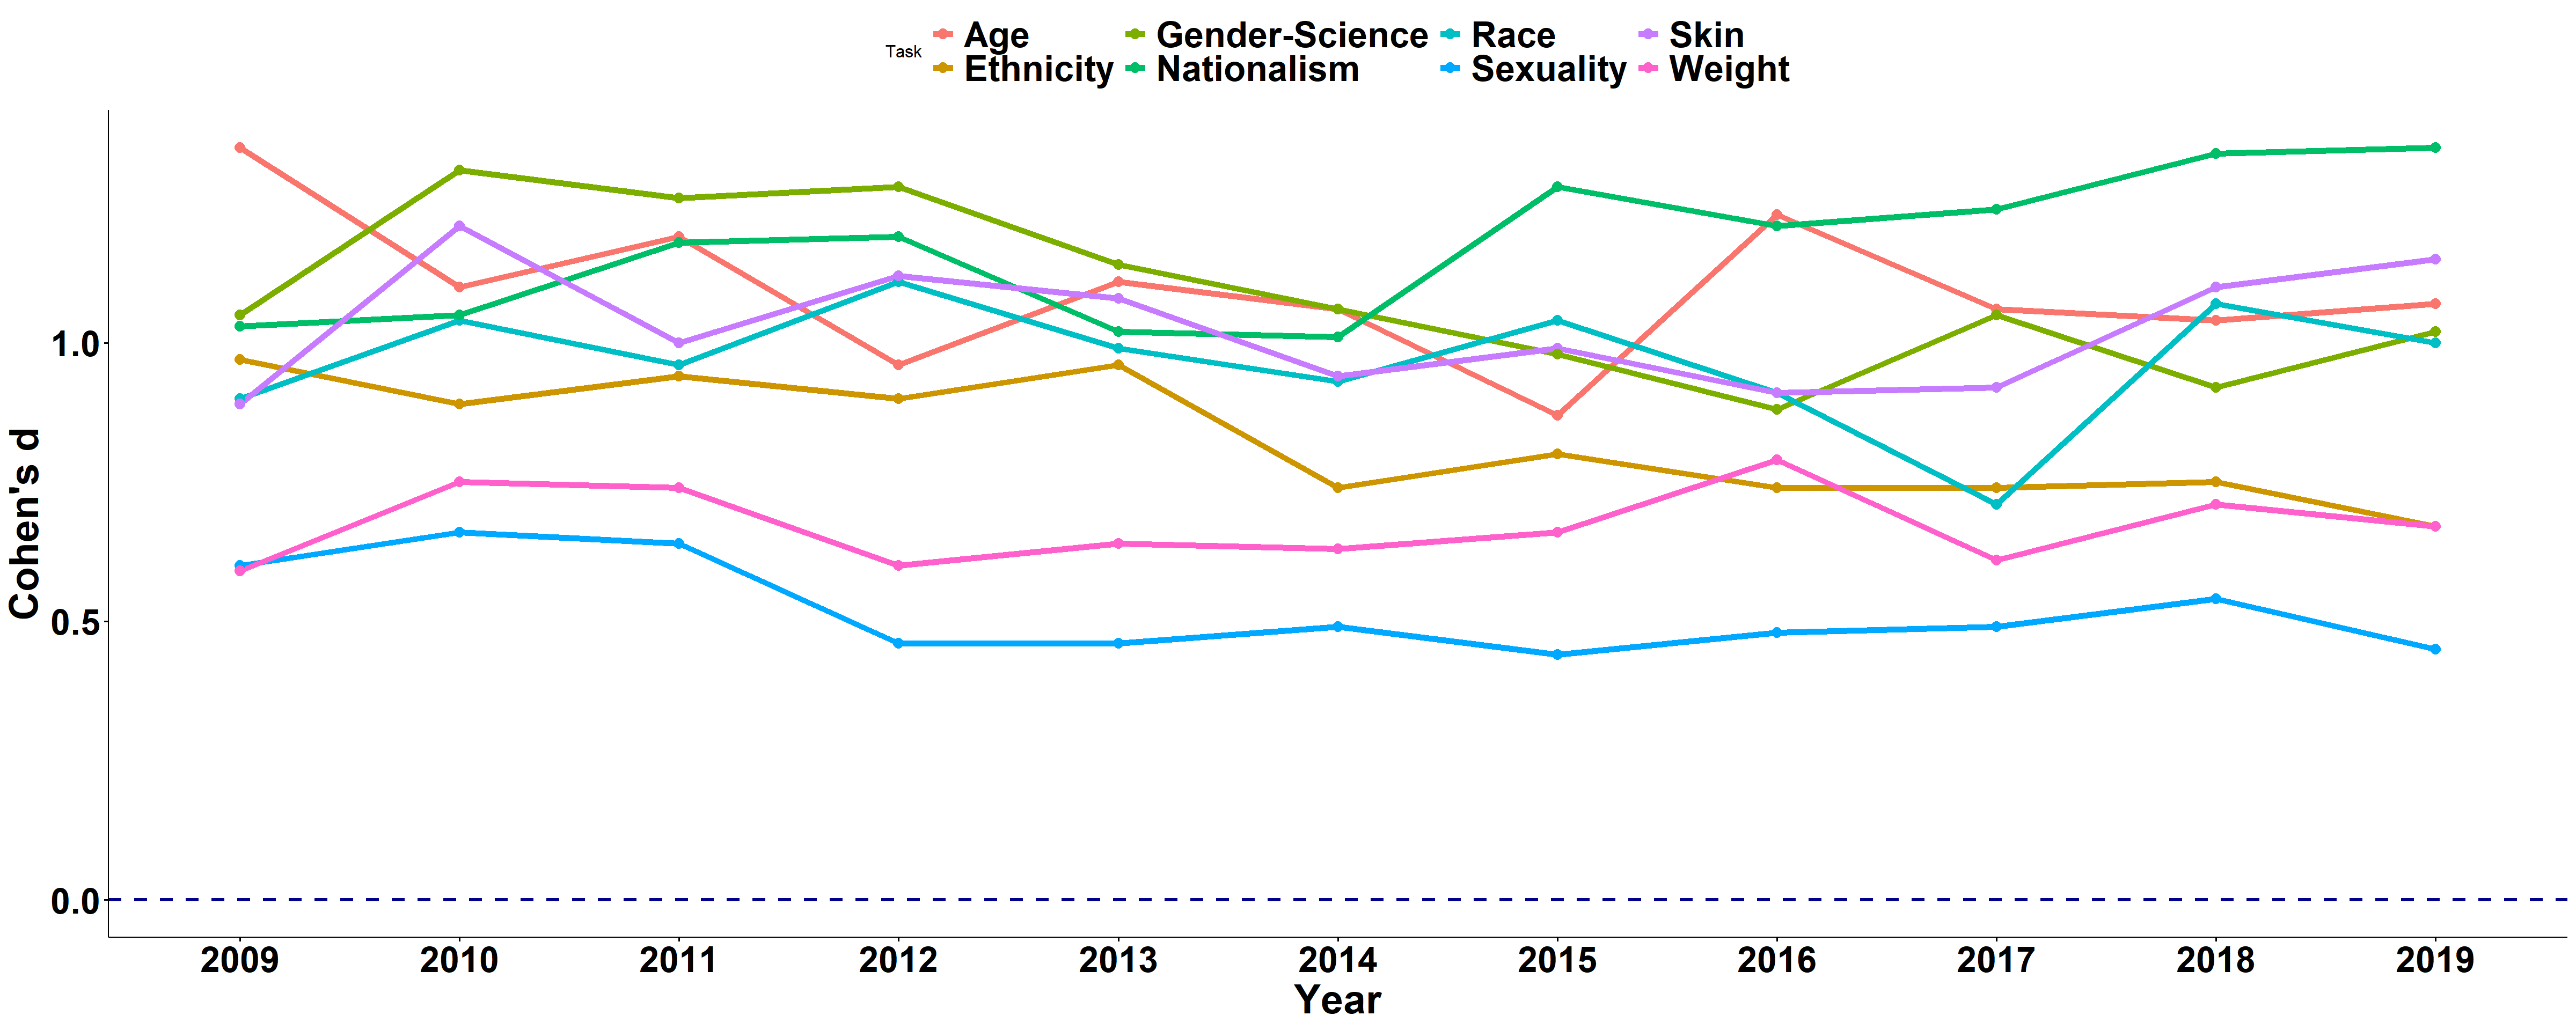 Task Age Gender-Science Race Skin
Ethnicity Nationalism Sexuality Weight
Cohen's d
1.0
0.5
0.0
2009 2010 2011 2012 2013 2014 2015 2016 2017 2018 2019
Year